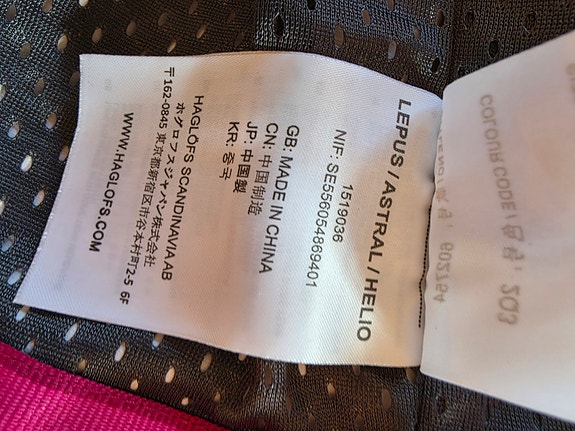 LEPUS / ASTRAL / HELIO
1519036
NIF: SE556054869401
GB: MADE IN CHINA
CN: 中国制造
JP: 中国製
KR: 중국
HAGLÖFS SCANDINAVIA AB
ホグロフスジャパン株式会社
〒162-0845 東京都新宿区市谷本村町2-5 6F
WWW.HAGLOFS.COM
COLOUR CODE